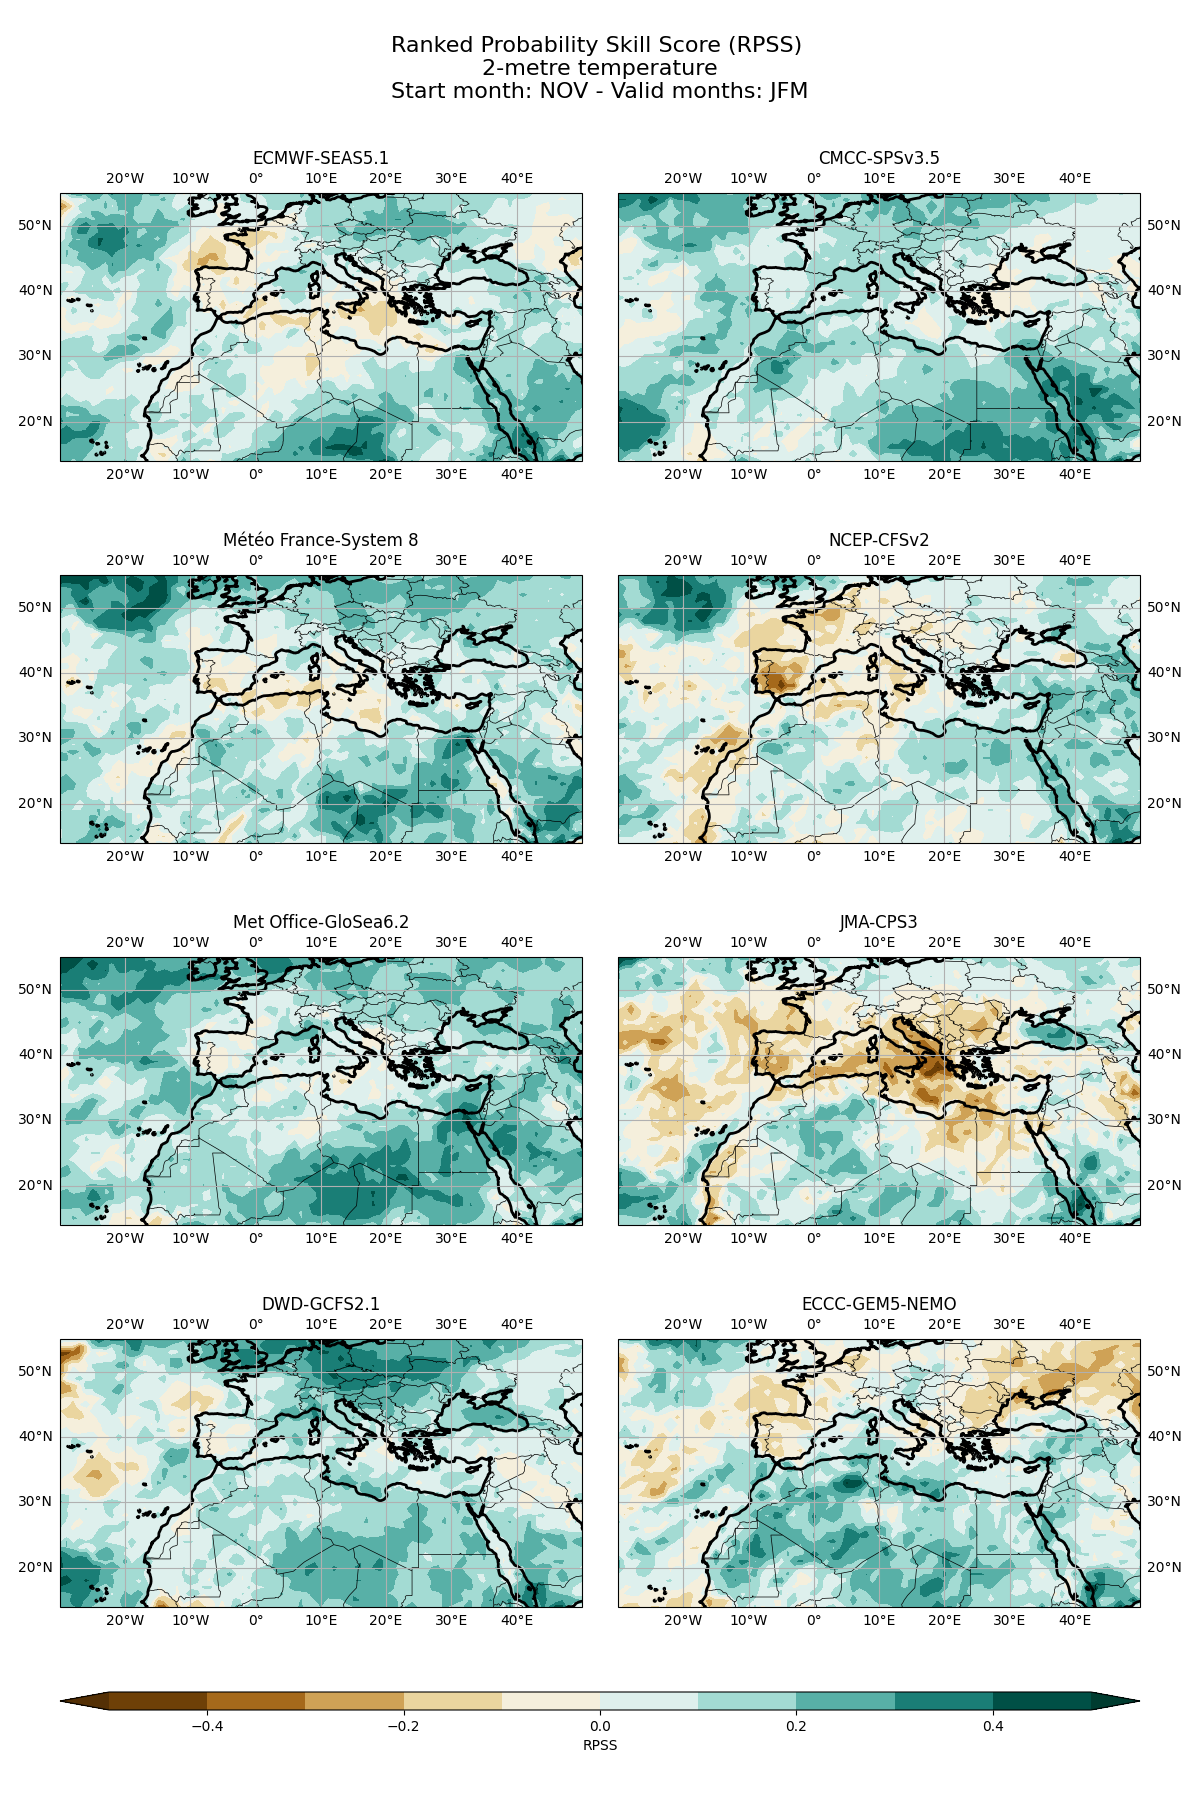 Ranked Probability Skill Score (RPSS)
2-metre temperature
Start month: NOV - Valid months: JFM
ECMWF-SEAS5.1
CMCC-SPSv3.5
20°W 10°W 0° 10°E 20°E 30°E 40°E
20°W 10°W 0° 10°E 20°E 30°E 40°E
50°N
50°N
40°N
40°N
30°N
30°N
20°N
20°N
20°W 10°W 0° 10°E 20°E 30°E 40°E
20°W 10°W 0° 10°E 20°E 30°E 40°E
Météo France-System 8
NCEP-CFSv2
20°W 10°W 0° 10°E 20°E 30°E 40°E
20°W 10°W 0° 10°E 20°E 30°E 40°E
50°N
50°N
40°N
40°N
30°N
30°N
20°N
20°N
20°W 10°W 0° 10°E 20°E 30°E 40°E
20°W 10°W 0° 10°E 20°E 30°E 40°E
Met Office-GloSea6.2
JMA-CPS3
20°W 10°W 0° 10°E 20°E 30°E 40°E
20°W 10°W 0° 10°E 20°E 30°E 40°E
50°N
50°N
40°N
40°N
30°N
30°N
20°N
20°N
20°W 10°W 0° 10°E 20°E 30°E 40°E
20°W 10°W 0° 10°E 20°E 30°E 40°E
DWD-GCFS2.1
ECCC-GEM5-NEMO
20°W 10°W 0° 10°E 20°E 30°E 40°E
20°W 10°W 0° 10°E 20°E 30°E 40°E
50°N
50°N
40°N
40°N
30°N
30°N
20°N
20°N
20°W 10°W 0° 10°E 20°E 30°E 40°E
20°W 10°W 0° 10°E 20°E 30°E 40°E
−0.4 −0.2 0.0 0.2 0.4
RPSS